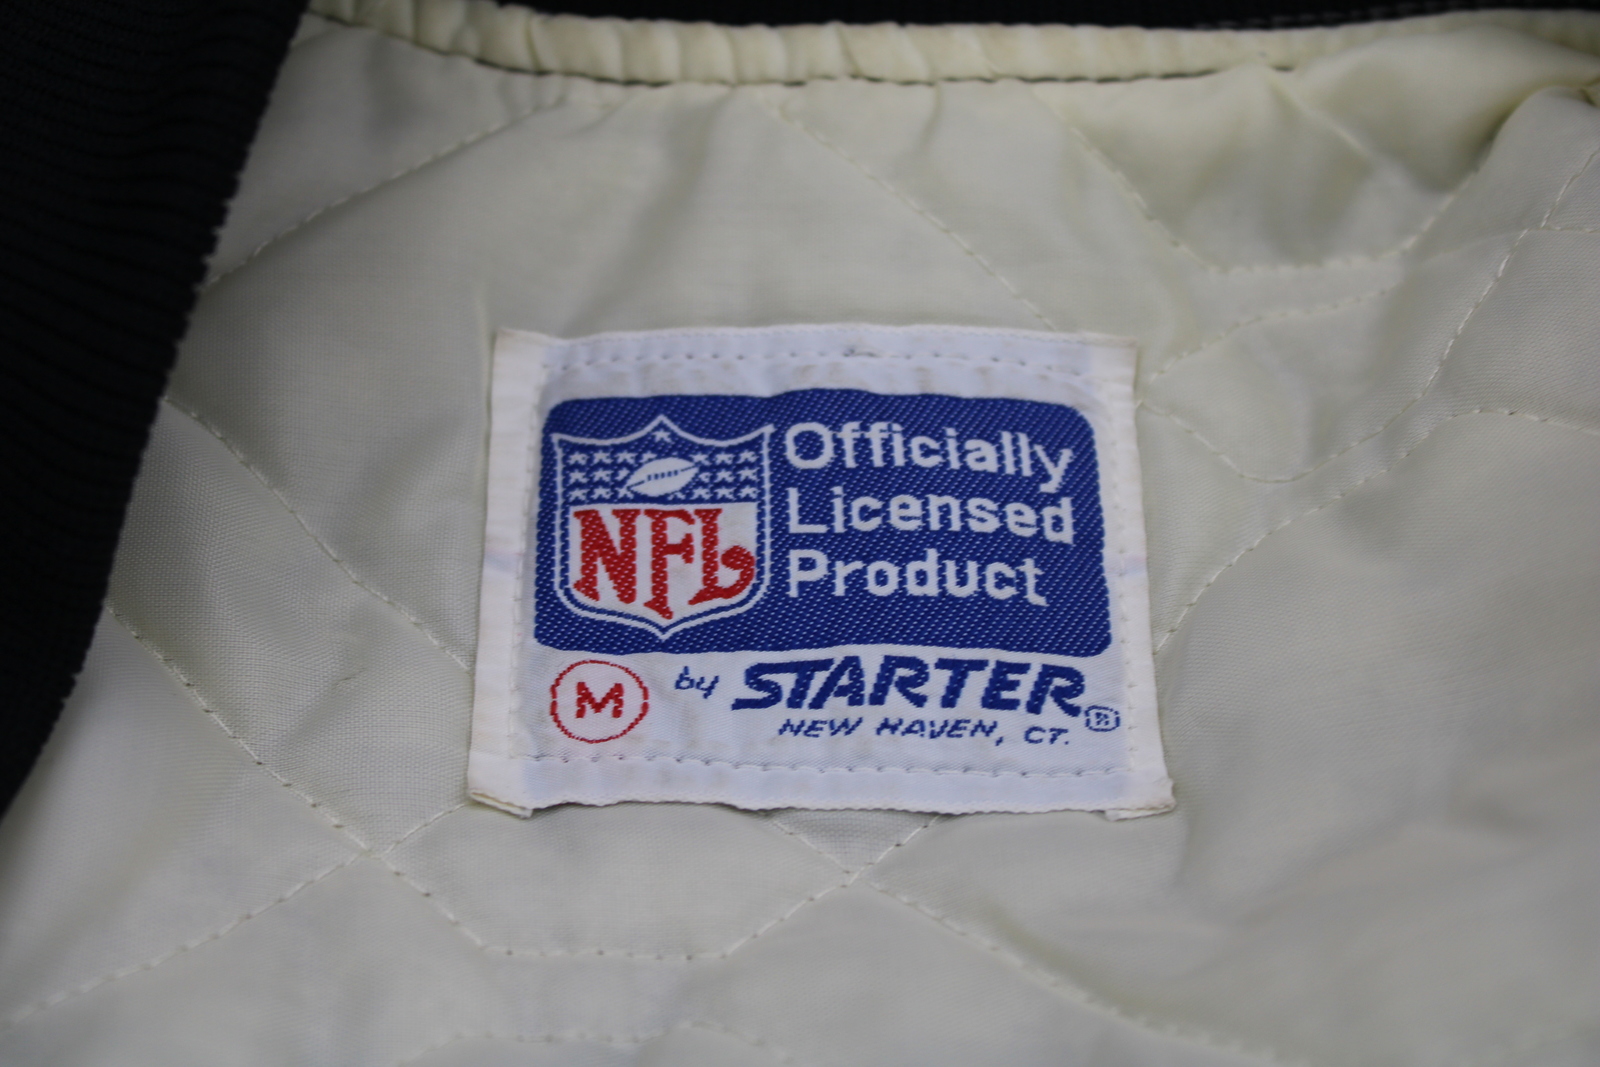 NFL
Officially
Licensed
Product
M
by STARTER®
NEW HAVEN, CT.